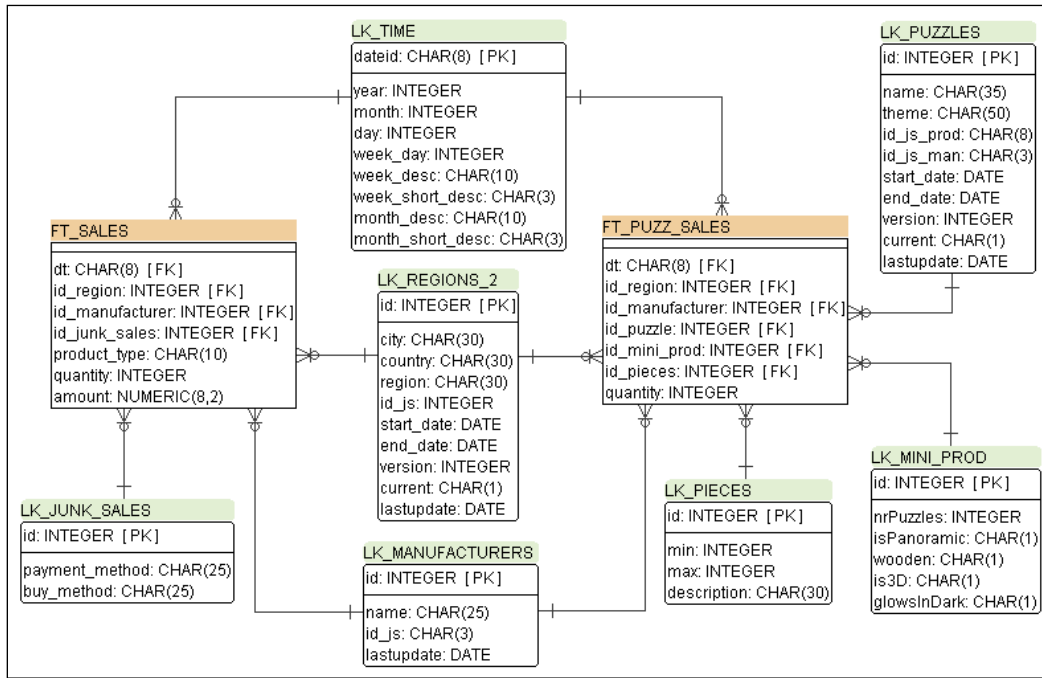 LK_TIME
dateid: CHAR(8) [PK]
year: INTEGER
month: INTEGER
day: INTEGER
week_day: INTEGER
week_desc: CHAR(10)
week_short_desc: CHAR(3)
month_desc: CHAR(10)
month_short_desc: CHAR(3)
LK_PUZZLES
id: INTEGER [PK]
name: CHAR(35)
theme: CHAR(50)
id_js_prod: CHAR(8)
id_js_man: CHAR(3)
start_date: DATE
end_date: DATE
version: INTEGER
current: CHAR(1)
lastupdate: DATE
FT_SALES
dt: CHAR(8) [FK]
id_region: INTEGER [FK]
id_manufacturer: INTEGER [FK]
id_junk_sales: INTEGER [FK]
product_type: CHAR(10)
quantity: INTEGER
amount: NUMERIC(8,2)
LK_REGIONS_2
id: INTEGER [PK]
city: CHAR(30)
country: CHAR(30)
region: CHAR(30)
id_js: INTEGER
start_date: DATE
end_date: DATE
version: INTEGER
current: CHAR(1)
lastupdate: DATE
FT_PUZZ_SALES
dt: CHAR(8) [FK]
id_region: INTEGER [FK]
id_manufacturer: INTEGER [FK]
id_puzzle: INTEGER [FK]
id_mini_prod: INTEGER [FK]
id_pieces: INTEGER [FK]
quantity: INTEGER
LK_JUNK_SALES
id: INTEGER [PK]
payment_method: CHAR(25)
buy_method: CHAR(25)
LK_MANUFACTURERS
id: INTEGER [PK]
name: CHAR(25)
id_js: CHAR(3)
lastupdate: DATE
LK_PIECES
id: INTEGER [PK]
min: INTEGER
max: INTEGER
description: CHAR(30)
LK_MINI_PROD
id: INTEGER [PK]
nrPuzzles: INTEGER
isPanoramic: CHAR(1)
wooden: CHAR(1)
is3D: CHAR(1)
glowsInDark: CHAR(1)